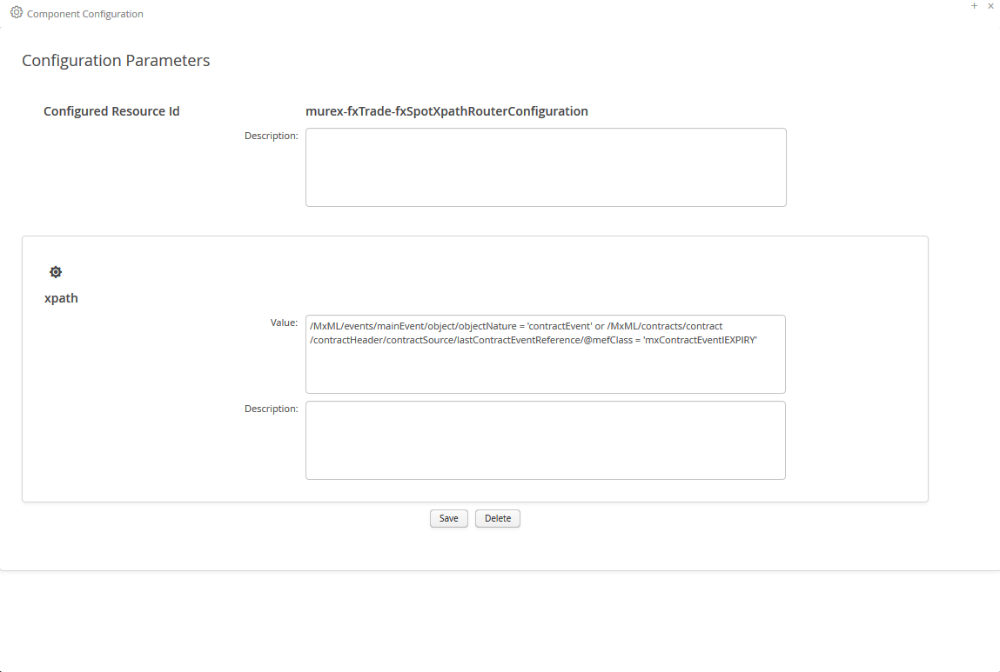 Component Configuration
+ ×
Configuration Parameters
Configured Resource Id murex-fxTrade-fxSpotXpathRouterConfiguration
Description:
xpath
Value: /MxML/events/mainEvent/object/objectNature = 'contractEvent' or /MxML/contracts/contract
/contractHeader/contractSource/lastContractEventReference/@mefClass = 'mxContractEventIEXPIRY'
Description:
Save Delete